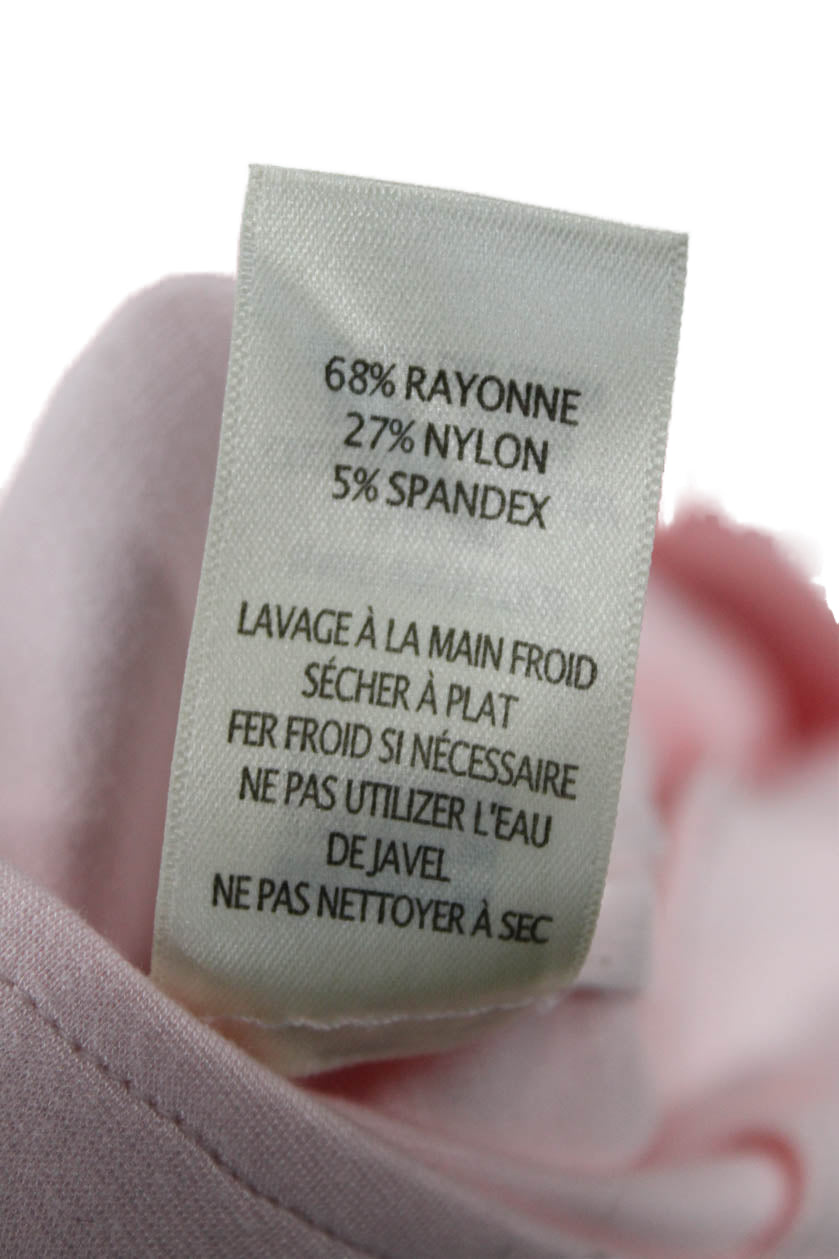 68% RAYONNE
27% NYLON
5% SPANDEX
LAVAGE À LA MAIN FROID
SÉCHER À PLAT
FER FROID SI NÉCESSAIRE
NE PAS UTILIZER L'EAU
DE JAVEL
NE PAS NETTOYER À SEC